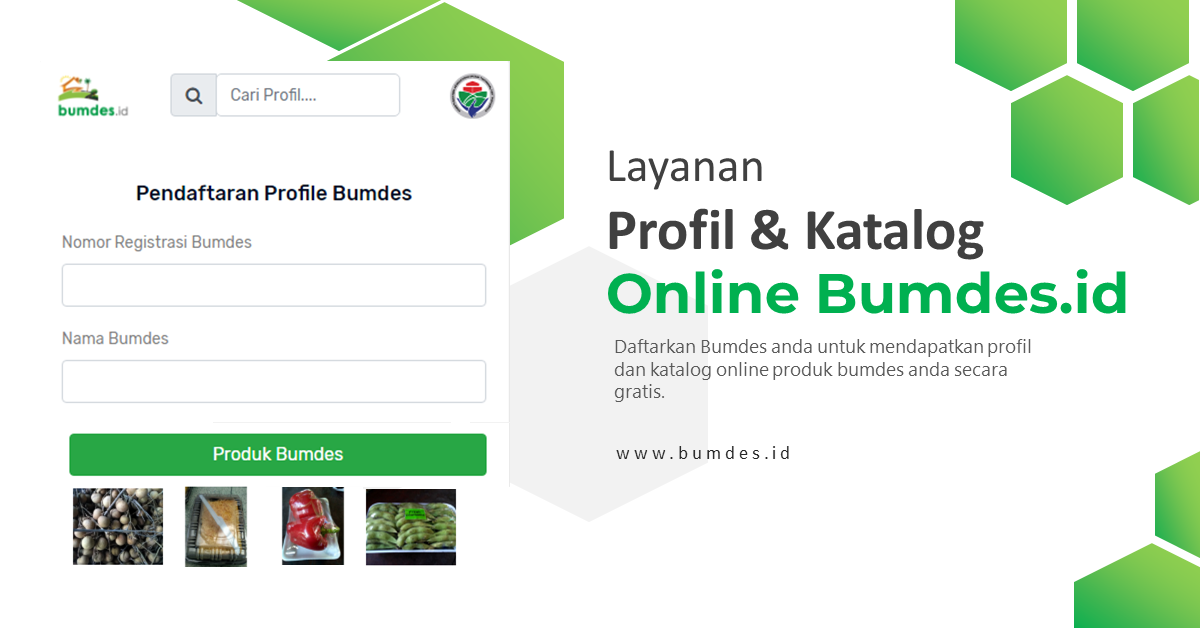 bumdes.id
Cari Profil....
Pendaftaran Profile Bumdes
Nomor Registrasi Bumdes
Nama Bumdes
Produk Bumdes
Layanan
Profil & Katalog
Online Bumdes.id
Daftarkan Bumdes anda untuk mendapatkan profil
dan katalog online produk bumdes anda secara
gratis.
www.bumdes.id